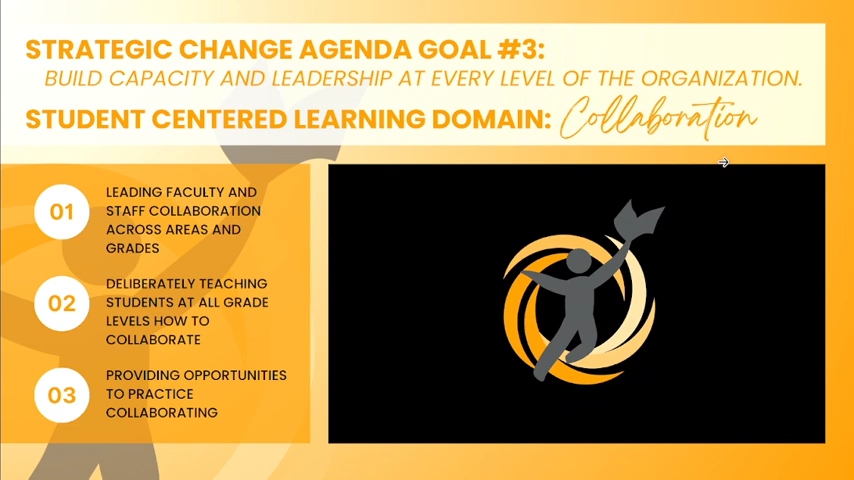 STRATEGIC CHANGE AGENDA GOAL #3:
BUILD CAPACITY AND LEADERSHIP AT EVERY LEVEL OF THE ORGANIZATION.
STUDENT CENTERED LEARNING DOMAIN: Collaboration
01
LEADING FACULTY AND
STAFF COLLABORATION
ACROSS AREAS AND
GRADES
02
DELIBERATELY TEACHING
STUDENTS AT ALL GRADE
LEVELS HOW TO
COLLABORATE
03
PROVIDING OPPORTUNITIES
TO PRACTICE
COLLABORATING